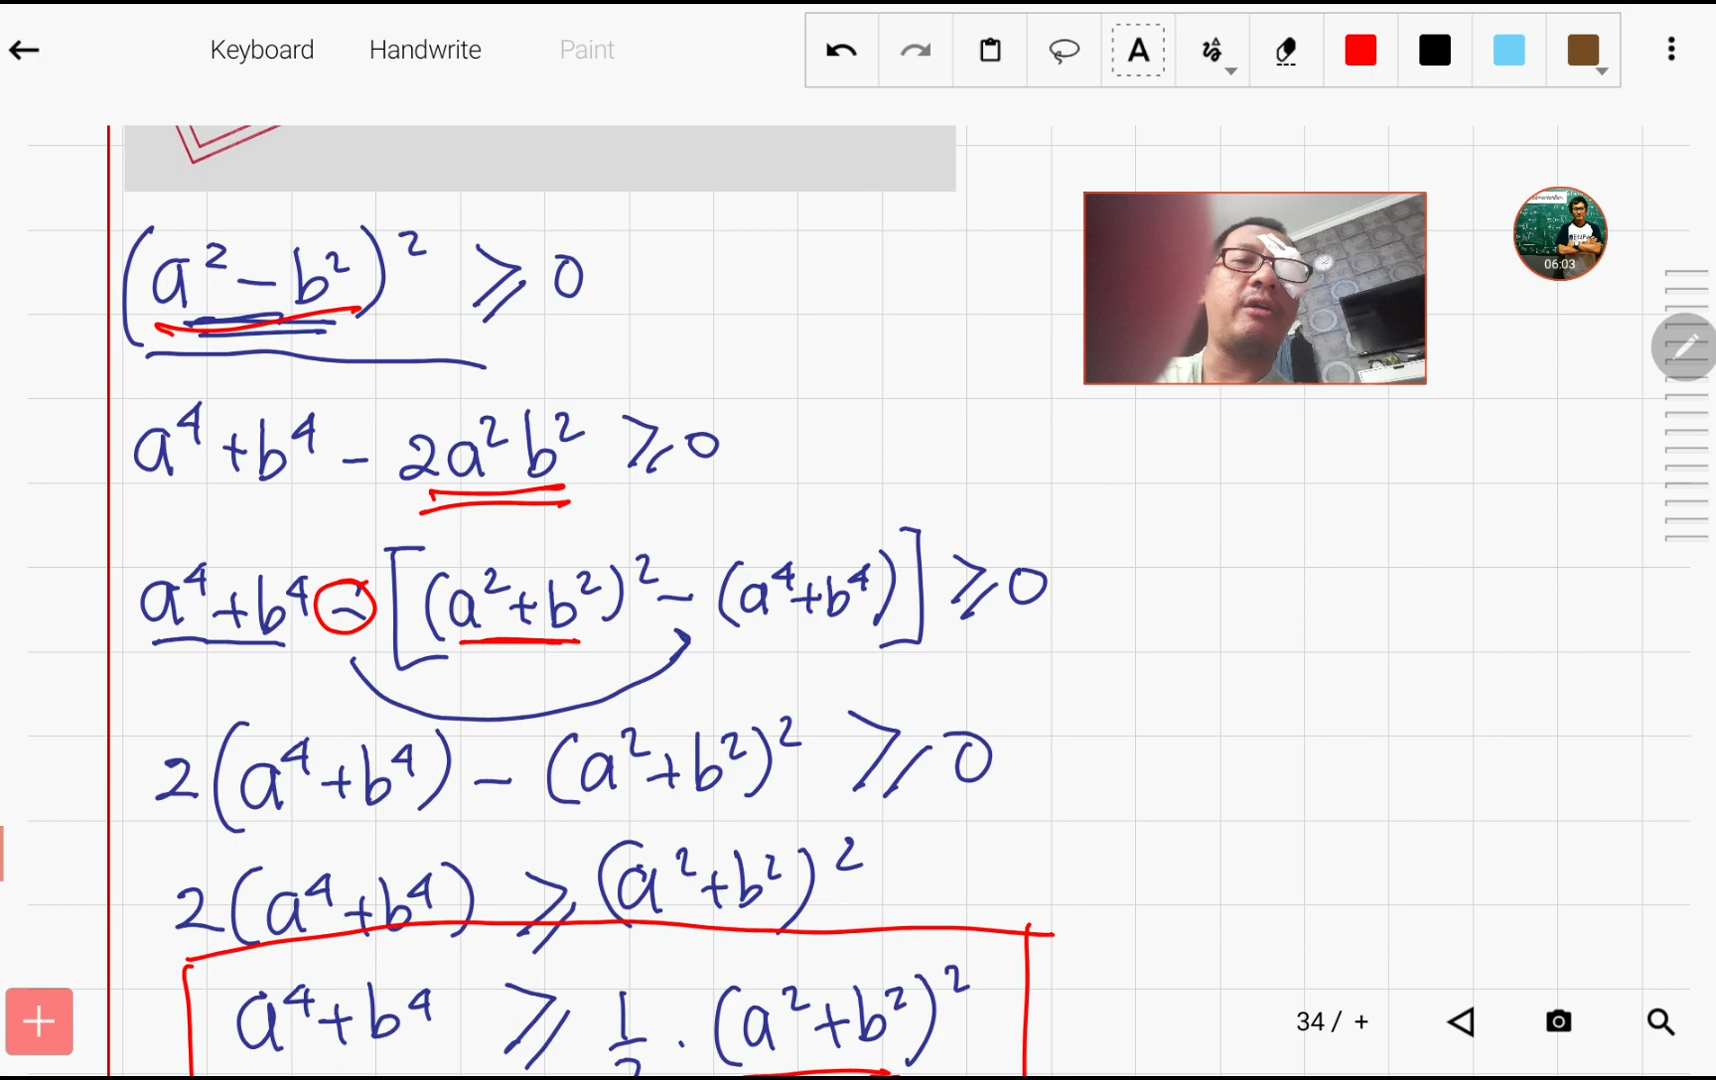 Keyboard Handwrite Paint A
(a² − b²)² ⩾ 0
06:03
a⁴ + b⁴ − 2a²b² ⩾ 0
a⁴ + b⁴ − [(a² + b²)² − (a⁴ + b⁴)] ⩾ 0
2(a⁴ + b⁴) − (a² + b²)² ⩾ 0
2(a⁴ + b⁴) ⩾ (a² + b²)²
a⁴ + b⁴ ⩾ 1/2 · (a² + b²)²
34 / +